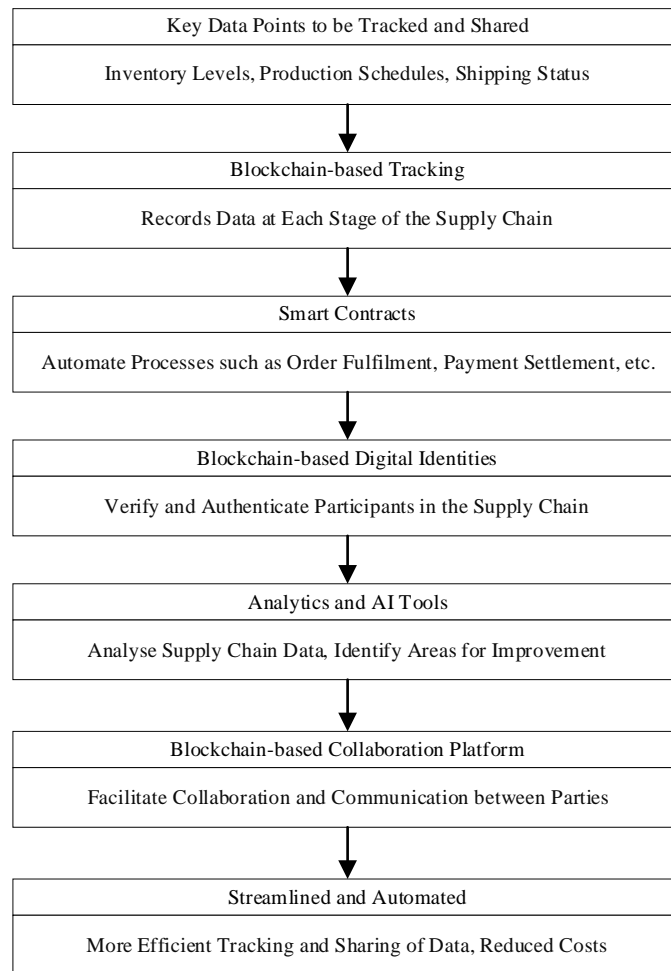 Key Data Points to be Tracked and Shared
Inventory Levels, Production Schedules, Shipping Status
Blockchain-based Tracking
Records Data at Each Stage of the Supply Chain
Smart Contracts
Automate Processes such as Order Fulfilment, Payment Settlement, etc.
Blockchain-based Digital Identities
Verify and Authenticate Participants in the Supply Chain
Analytics and AI Tools
Analyse Supply Chain Data, Identify Areas for Improvement
Blockchain-based Collaboration Platform
Facilitate Collaboration and Communication between Parties
Streamlined and Automated
More Efficient Tracking and Sharing of Data, Reduced Costs